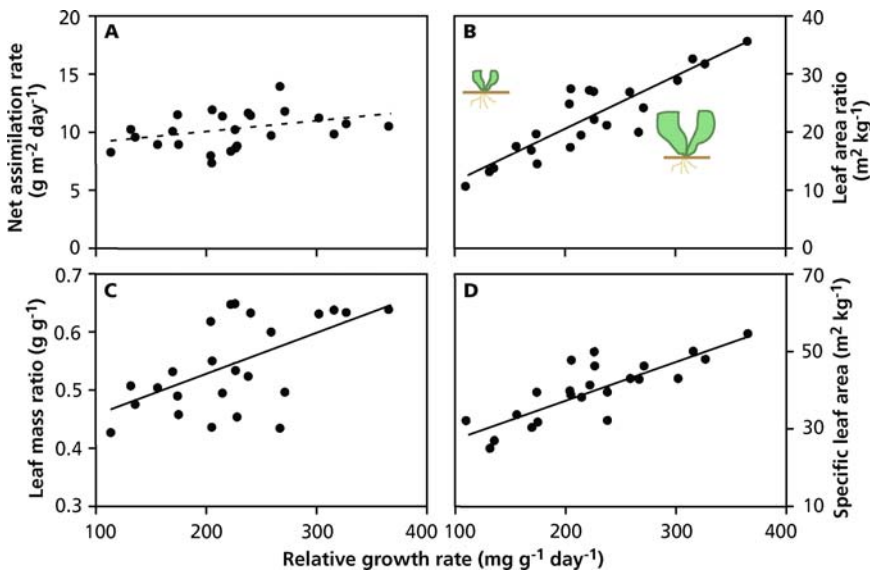 A
B
20
15
10
5
0
Net assimilation rate
(g m⁻² day⁻¹)
40
30
20
10
0
Leaf area ratio
(m² kg⁻¹)
C
D
0.7
0.6
0.5
0.4
0.3
Leaf mass ratio (g g⁻¹)
70
50
30
10
Specific leaf area (m² kg⁻¹)
100 200 300 400 100 200 300 400
Relative growth rate (mg g⁻¹ day⁻¹)